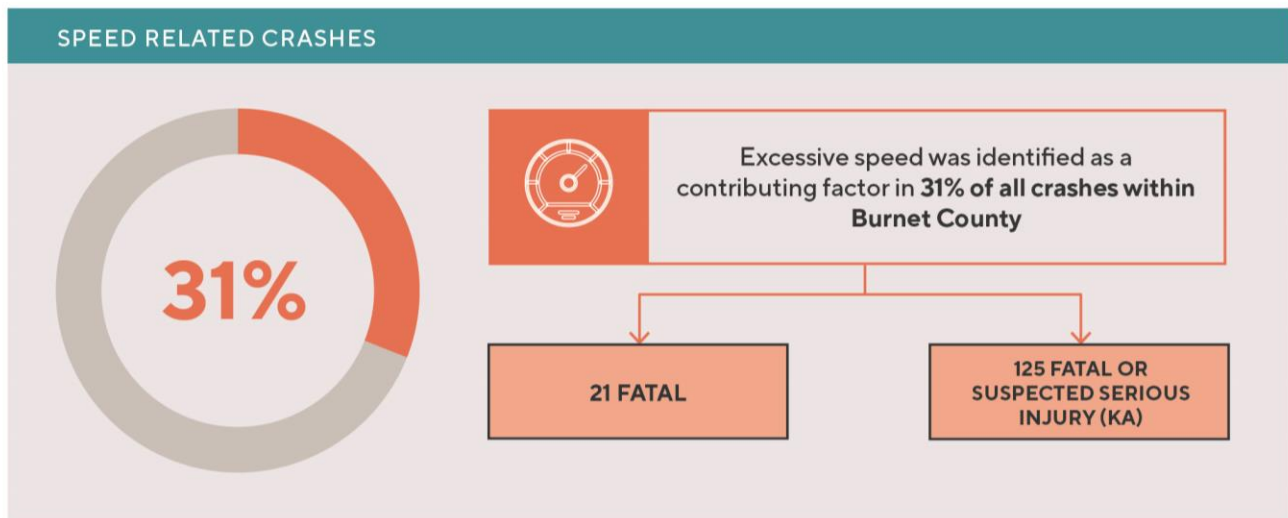 SPEED RELATED CRASHES
31%
Excessive speed was identified as a
contributing factor in 31% of all crashes within
Burnet County
21 FATAL
125 FATAL OR
SUSPECTED SERIOUS
INJURY (KA)